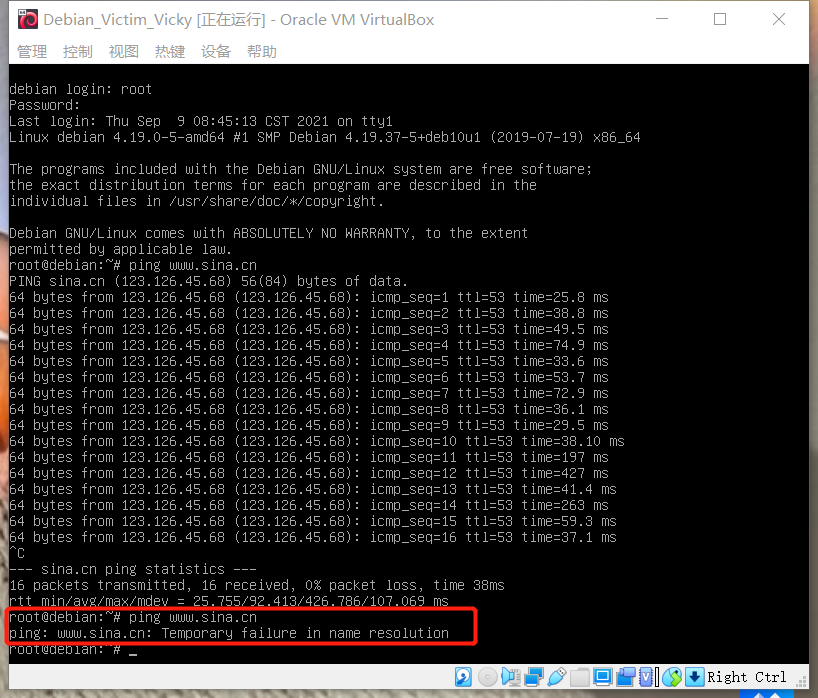 Debian_Victim_Vicky [正在运行] - Oracle VM VirtualBox
管理 控制 视图 热键 设备 帮助
debian login: root
Password:
Last login: Thu Sep  9 08:45:13 CST 2021 on tty1
Linux debian 4.19.0-5-amd64 #1 SMP Debian 4.19.37-5+deb10u1 (2019-07-19) x86_64
The programs included with the Debian GNU/Linux system are free software;
the exact distribution terms for each program are described in the
individual files in /usr/share/doc/*/copyright.
Debian GNU/Linux comes with ABSOLUTELY NO WARRANTY, to the extent
permitted by applicable law.
root@debian:~# ping www.sina.cn
PING sina.cn (123.126.45.68) 56(84) bytes of data.
64 bytes from 123.126.45.68 (123.126.45.68): icmp_seq=1 ttl=53 time=25.8 ms
64 bytes from 123.126.45.68 (123.126.45.68): icmp_seq=2 ttl=53 time=38.8 ms
64 bytes from 123.126.45.68 (123.126.45.68): icmp_seq=3 ttl=53 time=49.5 ms
64 bytes from 123.126.45.68 (123.126.45.68): icmp_seq=4 ttl=53 time=74.9 ms
64 bytes from 123.126.45.68 (123.126.45.68): icmp_seq=5 ttl=53 time=33.6 ms
64 bytes from 123.126.45.68 (123.126.45.68): icmp_seq=6 ttl=53 time=53.7 ms
64 bytes from 123.126.45.68 (123.126.45.68): icmp_seq=7 ttl=53 time=72.9 ms
64 bytes from 123.126.45.68 (123.126.45.68): icmp_seq=8 ttl=53 time=36.1 ms
64 bytes from 123.126.45.68 (123.126.45.68): icmp_seq=9 ttl=53 time=29.5 ms
64 bytes from 123.126.45.68 (123.126.45.68): icmp_seq=10 ttl=53 time=38.10 ms
64 bytes from 123.126.45.68 (123.126.45.68): icmp_seq=11 ttl=53 time=197 ms
64 bytes from 123.126.45.68 (123.126.45.68): icmp_seq=12 ttl=53 time=427 ms
64 bytes from 123.126.45.68 (123.126.45.68): icmp_seq=13 ttl=53 time=41.4 ms
64 bytes from 123.126.45.68 (123.126.45.68): icmp_seq=14 ttl=53 time=263 ms
64 bytes from 123.126.45.68 (123.126.45.68): icmp_seq=15 ttl=53 time=59.3 ms
64 bytes from 123.126.45.68 (123.126.45.68): icmp_seq=16 ttl=53 time=37.1 ms
^C
--- sina.cn ping statistics ---
16 packets transmitted, 16 received, 0% packet loss, time 38ms
rtt min/avg/max/mdev = 25.755/92.413/426.786/107.069 ms
root@debian:~# ping www.sina.cn
ping: www.sina.cn: Temporary failure in name resolution
root@debian:~# _
Right Ctrl